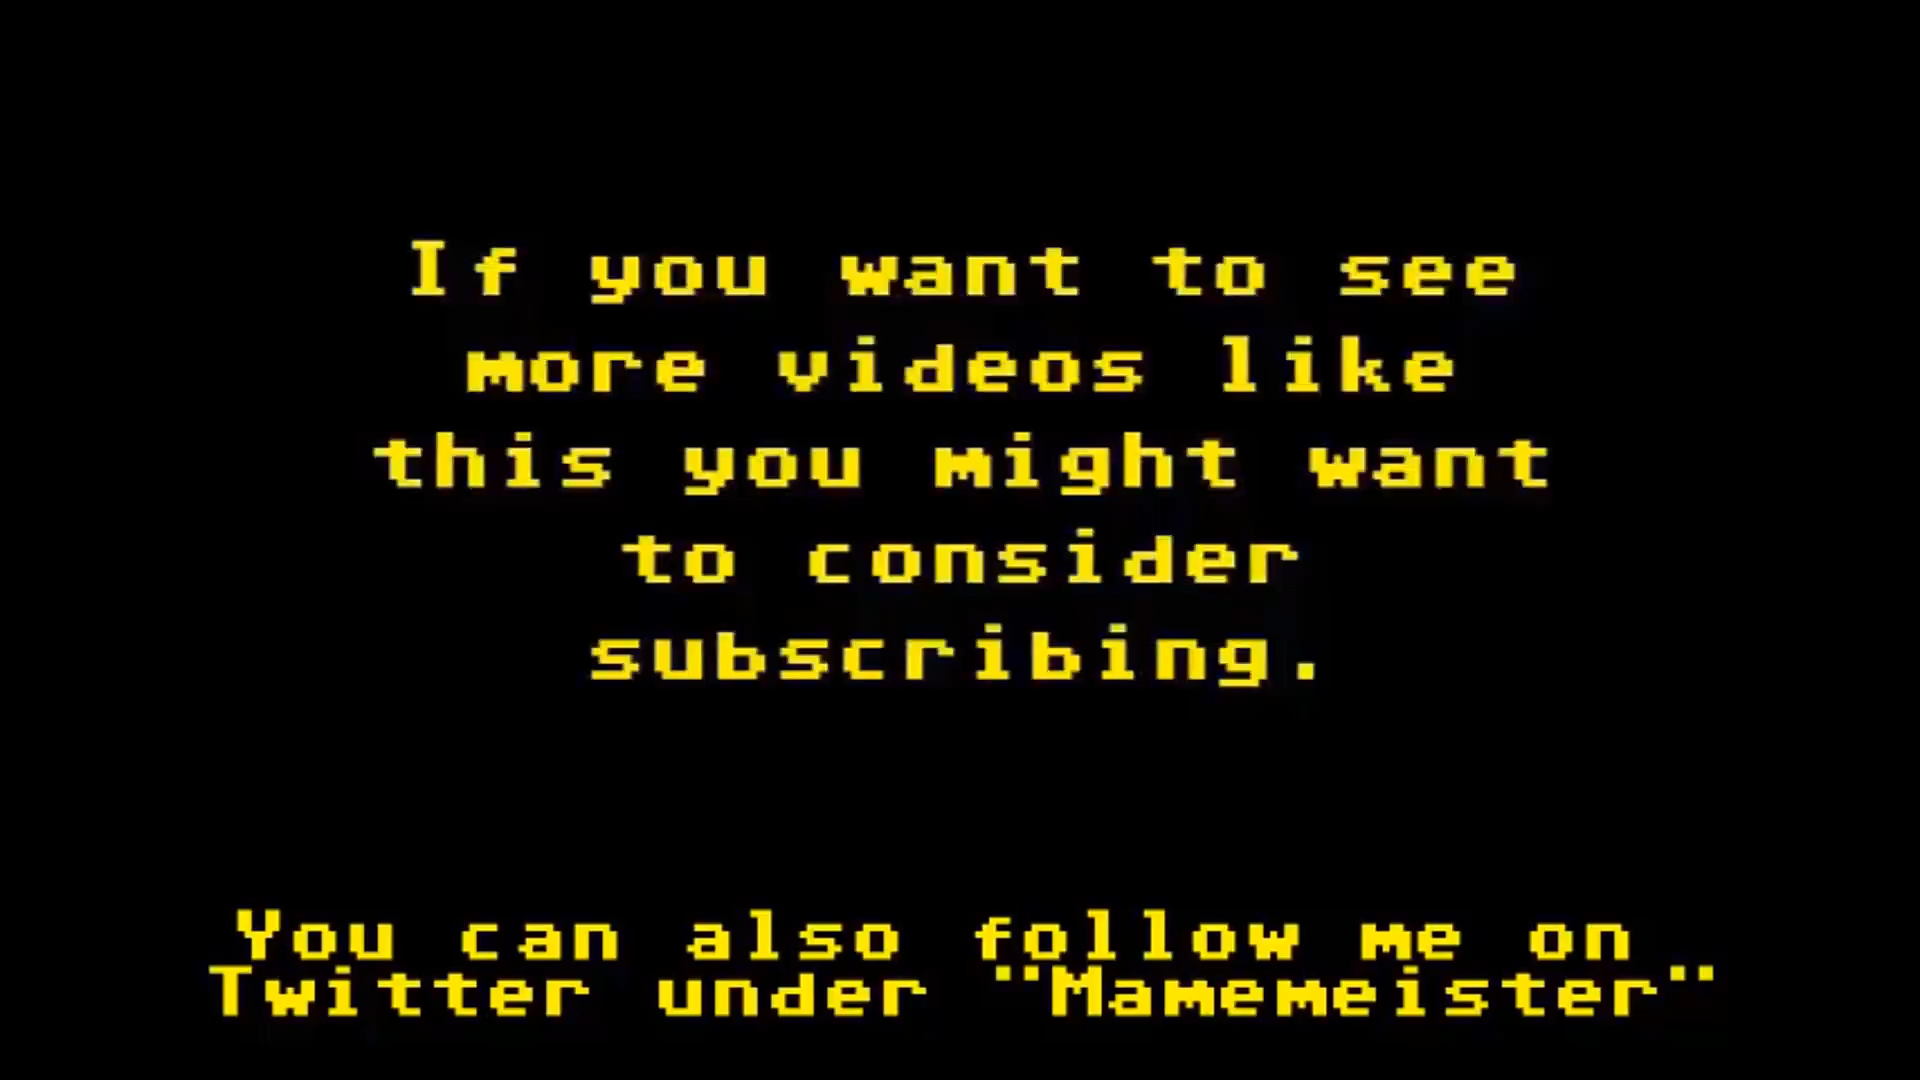 If you want to see
more videos like
this you might want
to consider
subscribing.
You can also follow me on
Twitter under "Mamemeister"